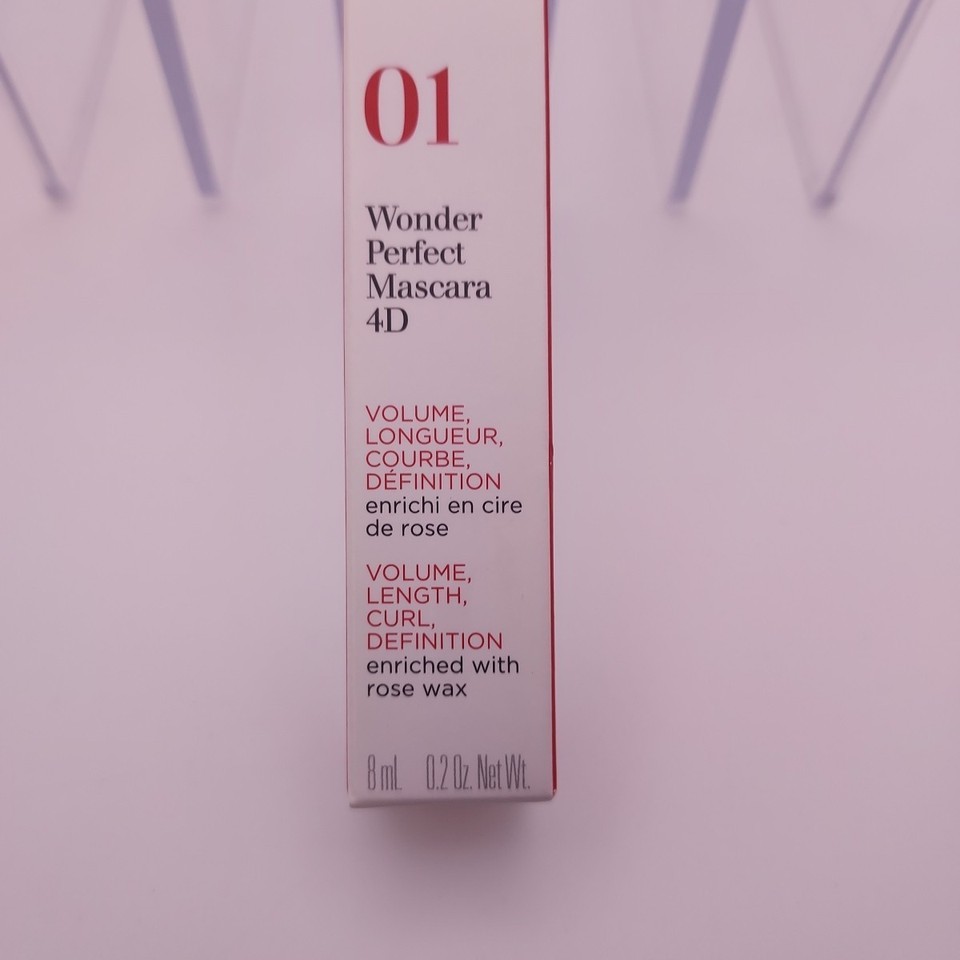 01
Wonder
Perfect
Mascara
4D
VOLUME,
LONGUEUR,
COURBE,
DÉFINITION
enrichi en cire
de rose
VOLUME,
LENGTH,
CURL,
DEFINITION
enriched with
rose wax
8 mL 0.2 Oz. Net Wt.